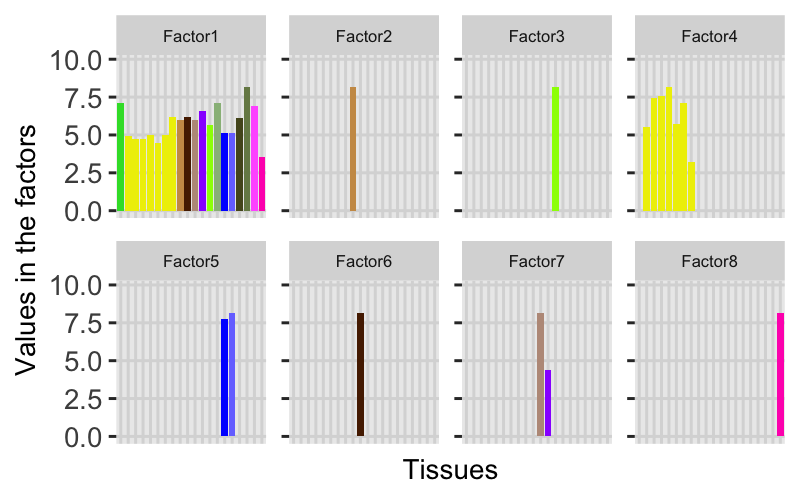 Factor1 Factor2 Factor3 Factor4
10.0
7.5
5.0
2.5
0.0
Values in the factors
Factor5 Factor6 Factor7 Factor8
10.0
7.5
5.0
2.5
0.0
Tissues